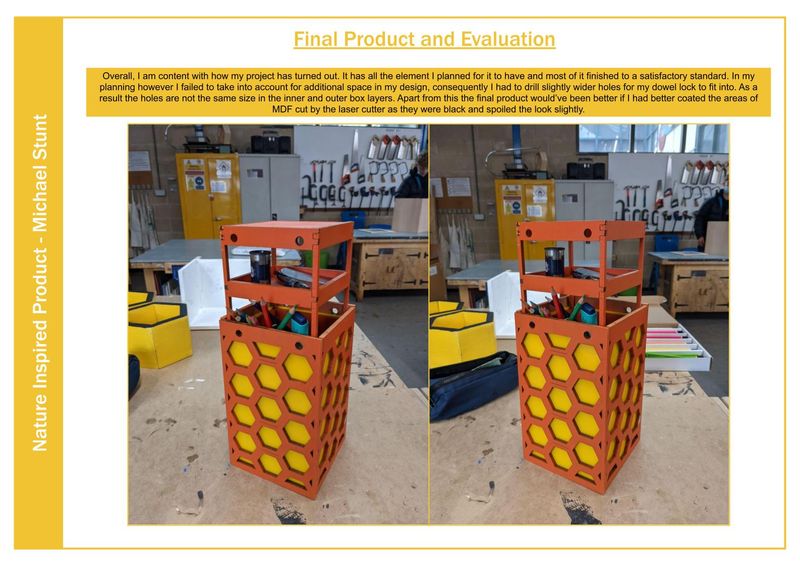 Final Product and Evaluation
Overall, I am content with how my project has turned out. It has all the element I planned for it to have and most of it finished to a satisfactory standard. In my
planning however I failed to take into account for additional space in my design, consequently I had to drill slightly wider holes for my dowel lock to fit into. As a
result the holes are not the same size in the inner and outer box layers. Apart from this the final product would've been better if I had better coated the areas of
MDF cut by the laser cutter as they were black and spoiled the look slightly.
Nature Inspired Product - Michael Stunt